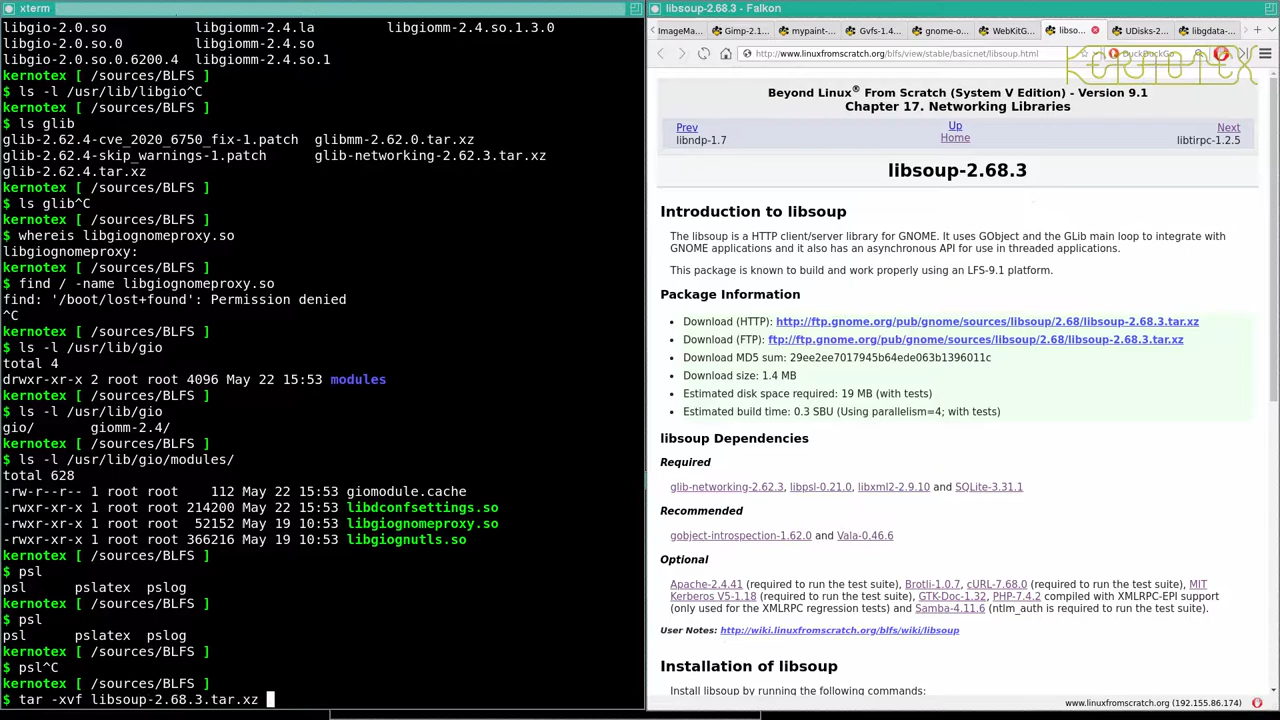 xterm
libgio-2.0.so           libgiomm-2.4.la         libgiomm-2.4.so.1.3.0
libgio-2.0.so.0         libgiomm-2.4.so
libgio-2.0.so.0.6200.4  libgiomm-2.4.so.1
kernotex [ /sources/BLFS ]
$ ls -l /usr/lib/libgio^C
kernotex [ /sources/BLFS ]
$ ls glib
glib-2.62.4-cve_2020_6750_fix-1.patch  glibmm-2.62.0.tar.xz
glib-2.62.4-skip_warnings-1.patch      glib-networking-2.62.3.tar.xz
glib-2.62.4.tar.xz
kernotex [ /sources/BLFS ]
$ ls glib^C
kernotex [ /sources/BLFS ]
$ whereis libgiognomeproxy.so
libgiognomeproxy:
kernotex [ /sources/BLFS ]
$ find / -name libgiognomeproxy.so
find: '/boot/lost+found': Permission denied
^C
kernotex [ /sources/BLFS ]
$ ls -l /usr/lib/gio
total 4
drwxr-xr-x 2 root root 4096 May 22 15:53 modules
kernotex [ /sources/BLFS ]
$ ls -l /usr/lib/gio
gio/       giomm-2.4/
kernotex [ /sources/BLFS ]
$ ls -l /usr/lib/gio/modules/
total 628
-rw-r--r-- 1 root root    112 May 22 15:53 giomodule.cache
-rwxr-xr-x 1 root root 214200 May 22 15:53 libdconfsettings.so
-rwxr-xr-x 1 root root  52152 May 19 10:53 libgiognomeproxy.so
-rwxr-xr-x 1 root root 366216 May 19 10:53 libgiognutls.so
kernotex [ /sources/BLFS ]
$ psl
psl      pslatex  pslog
kernotex [ /sources/BLFS ]
$ psl
psl      pslatex  pslog
kernotex [ /sources/BLFS ]
$ psl^C
kernotex [ /sources/BLFS ]
$ tar -xvf libsoup-2.68.3.tar.xz
libsoup-2.68.3 - Falkon
ImageMa... Gimp-2.1... mypaint-... Gvfs-1.4... gnome-o... WebKitG... libso... UDisks-2... libgdata-...
http://www.linuxfromscratch.org/blfs/view/stable/basicnet/libsoup.html DuckDuckGo
KERNOTEX
Beyond Linux® From Scratch (System V Edition) - Version 9.1
Chapter 17. Networking Libraries
Prev Up Next
libndp-1.7 Home libtirpc-1.2.5
libsoup-2.68.3
Introduction to libsoup
The libsoup is a HTTP client/server library for GNOME. It uses GObject and the GLib main loop to integrate with
GNOME applications and it also has an asynchronous API for use in threaded applications.
This package is known to build and work properly using an LFS-9.1 platform.
Package Information
• Download (HTTP): http://ftp.gnome.org/pub/gnome/sources/libsoup/2.68/libsoup-2.68.3.tar.xz
• Download (FTP): ftp://ftp.gnome.org/pub/gnome/sources/libsoup/2.68/libsoup-2.68.3.tar.xz
• Download MD5 sum: 29ee2ee7017945b64ede063b1396011c
• Download size: 1.4 MB
• Estimated disk space required: 19 MB (with tests)
• Estimated build time: 0.3 SBU (Using parallelism=4; with tests)
libsoup Dependencies
Required
glib-networking-2.62.3, libpsl-0.21.0, libxml2-2.9.10 and SQLite-3.31.1
Recommended
gobject-introspection-1.62.0 and Vala-0.46.6
Optional
Apache-2.4.41 (required to run the test suite), Brotli-1.0.7, cURL-7.68.0 (required to run the test suite), MIT
Kerberos V5-1.18 (required to run the test suite), GTK-Doc-1.32, PHP-7.4.2 compiled with XMLRPC-EPI support
(only used for the XMLRPC regression tests) and Samba-4.11.6 (ntlm_auth is required to run the test suite).
User Notes: http://wiki.linuxfromscratch.org/blfs/wiki/libsoup
Installation of libsoup
Install libsoup by running the following commands:
www.linuxfromscratch.org (192.155.86.174)